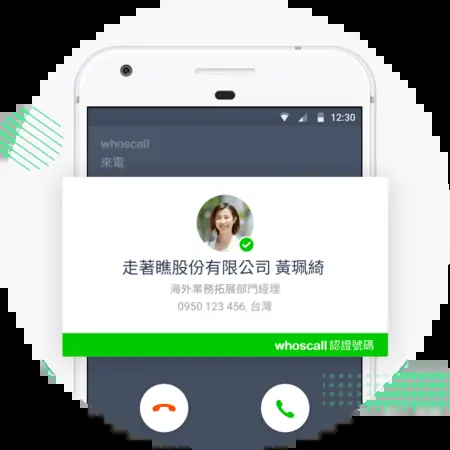 12:30
whoscall
來電
走著瞧股份有限公司 黃珮綺
海外業務拓展部門經理
0950 123 456, 台灣
whoscall 認證號碼